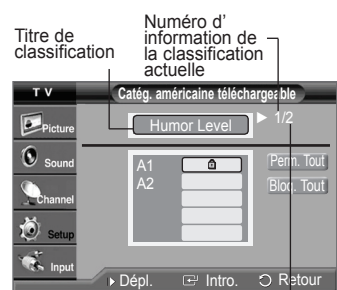 Titre de
classification
Numéro d’
information de
la classification
actuelle
T V
Catég. américaine téléchargeable
Picture
Sound
Channel
Setup
Input
Humor Level
1/2
A1
A2
Perm. Tout
Bloq. Tout
Dépl.
Intro.
Retour